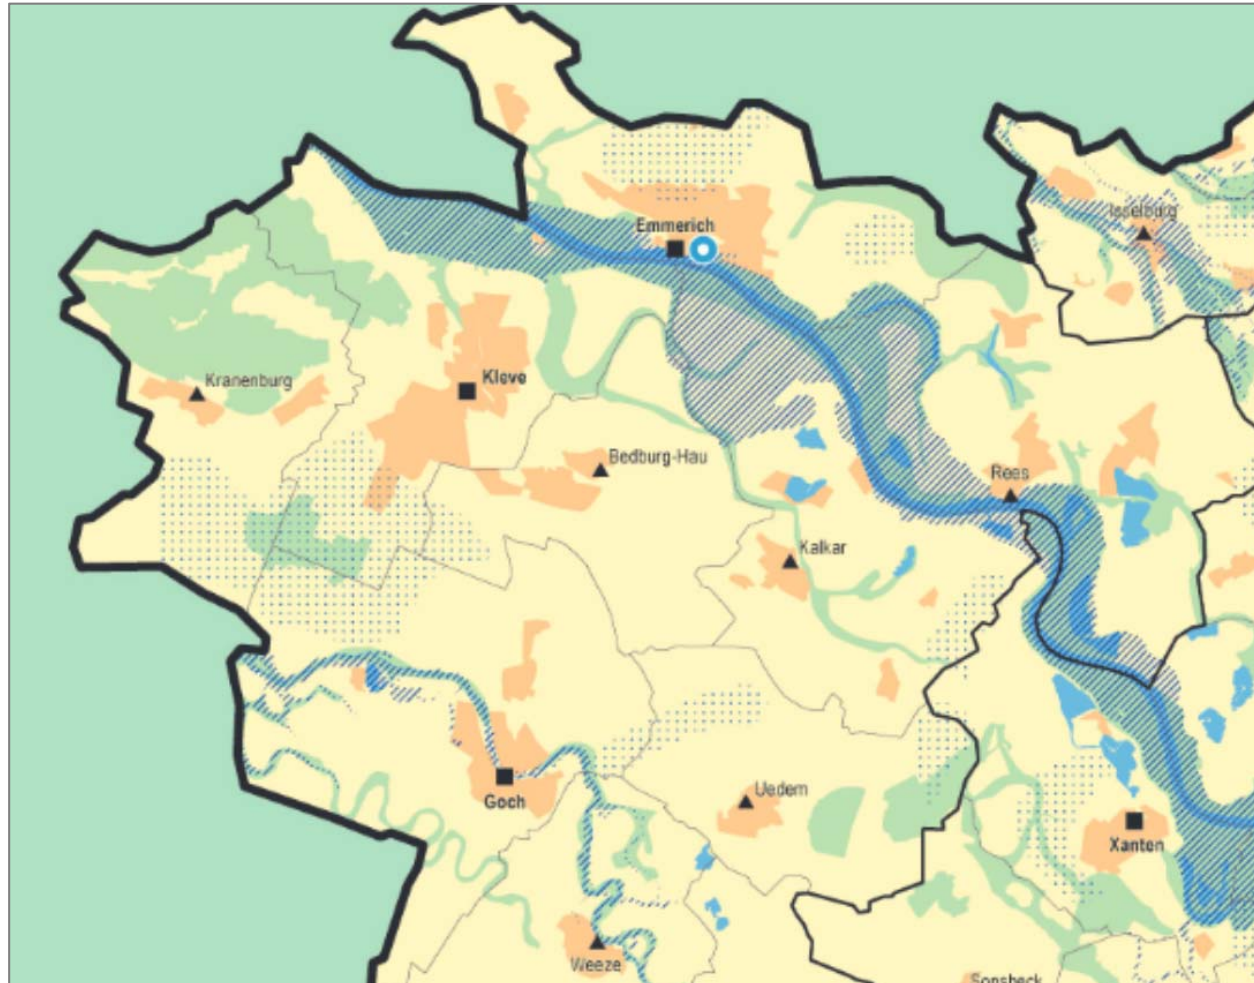 Isselburg
Emmerich
Kranenburg
Kleve
Bedburg-Hau
Rees
Kalkar
Uedem
Goch
Xanten
Weeze
Sonsbeck